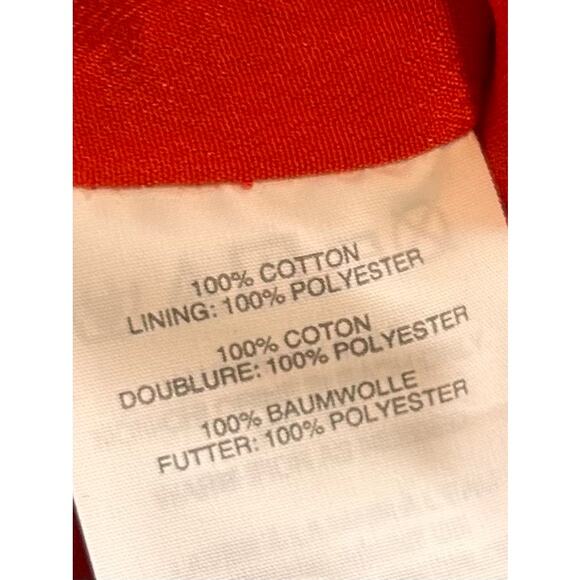 100% COTTON
LINING: 100% POLYESTER
100% COTON
DOUBLURE: 100% POLYESTER
100% BAUMWOLLE
FUTTER: 100% POLYESTER